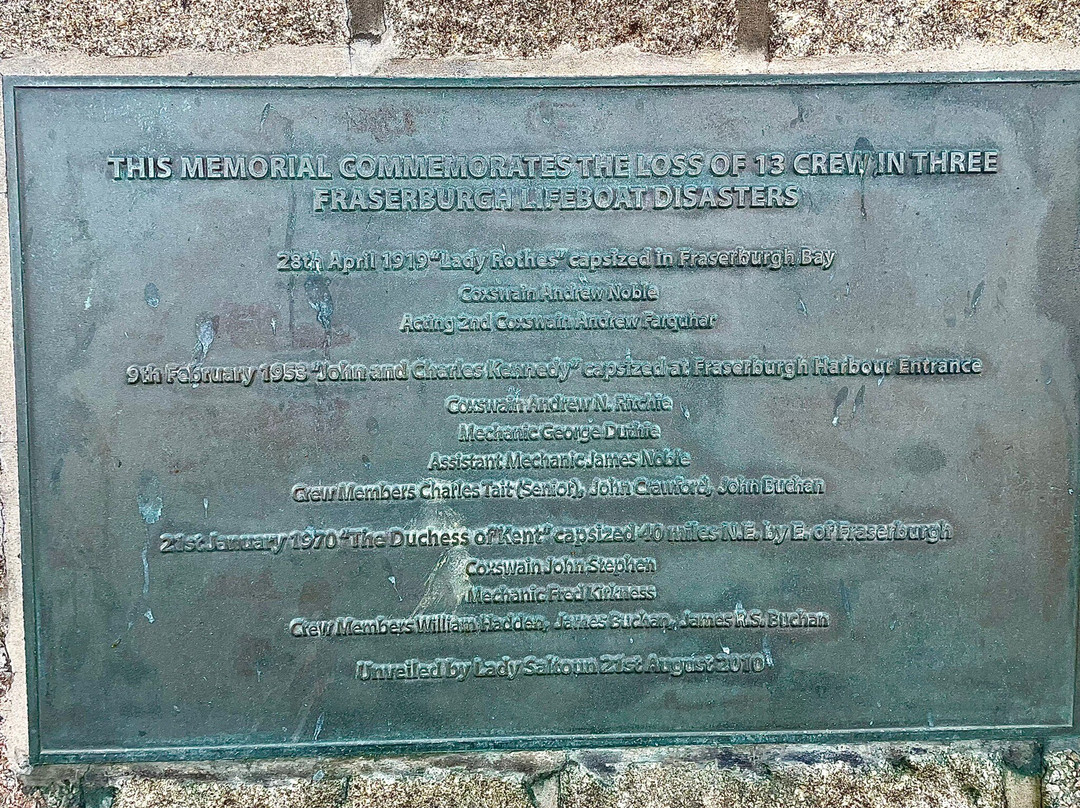 THIS MEMORIAL COMMEMORATES THE LOSS OF 13 CREW IN THREE
FRASERBURGH LIFEBOAT DISASTERS
28th April 1919 "Lady Rothes" capsized in Fraserburgh Bay
Coxswain Andrew Noble
Acting 2nd Coxswain Andrew Farquhar
9th February 1953 "John and Charles Kennedy" capsized at Fraserburgh Harbour Entrance
Coxswain Andrew N. Ritchie
Mechanic George Duthie
Assistant Mechanic James Noble
Crew Members Charles Tait (Senior), John Crawford, John Buchan
21st January 1970 "The Duchess of Kent" capsized 40 miles N.E. by E. of Fraserburgh
Coxswain John Stephen
Mechanic Fred Kirkness
Crew Members William Hadden, James Buchan, James R.S. Buchan
Unveiled by Lady Saltoun 21st August 2010